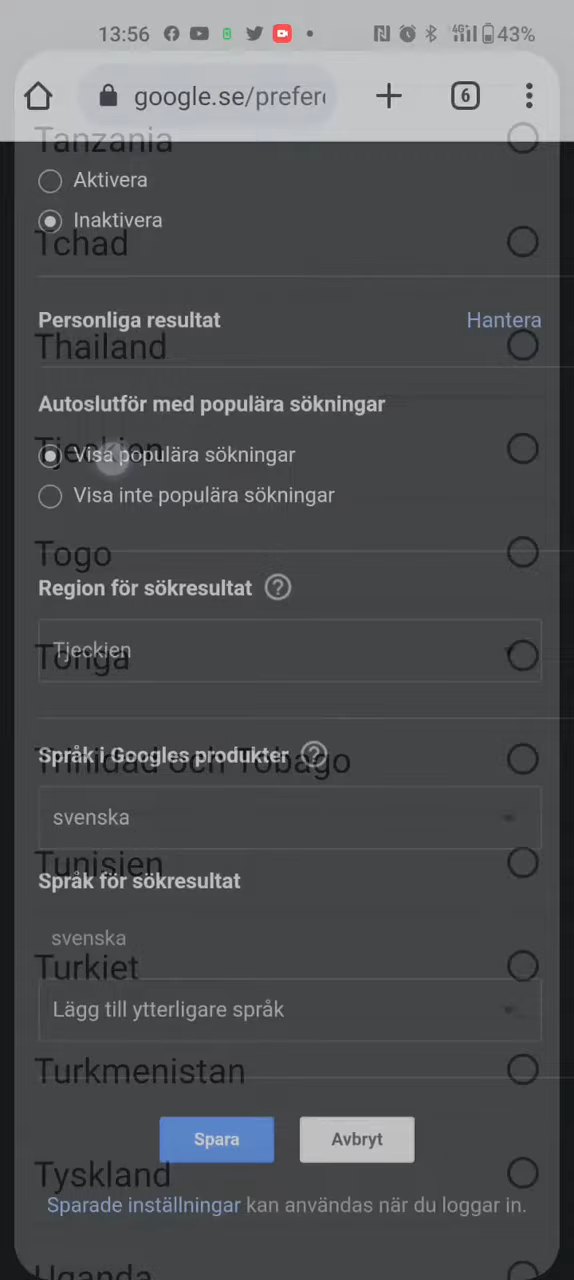 13:56
4G+
43%
google.se/prefer
6
Tanzania
Aktivera
Inaktivera
Tchad
Personliga resultat
Hantera
Thailand
Autoslutför med populära sökningar
Tjeckien
Visa populära sökningar
Visa inte populära sökningar
Togo
Region för sökresultat
Tjeckien
Tonga
Språk i Googles produkter
Trinidad och Tobago
svenska
Tunisien
Språk för sökresultat
svenska
Turkiet
Lägg till ytterligare språk
Turkmenistan
Spara
Avbryt
Tyskland
Sparade inställningar kan användas när du loggar in.
Uganda